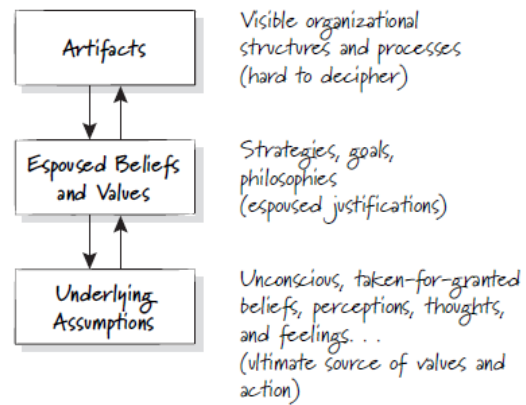 Artifacts
Visible organizational
structures and processes
(hard to decipher)
Espoused Beliefs
and Values
Strategies, goals,
philosophies
(espoused justifications)
Underlying
Assumptions
Unconscious, taken-for-granted
beliefs, perceptions, thoughts,
and feelings. . .
(ultimate source of values and
action)